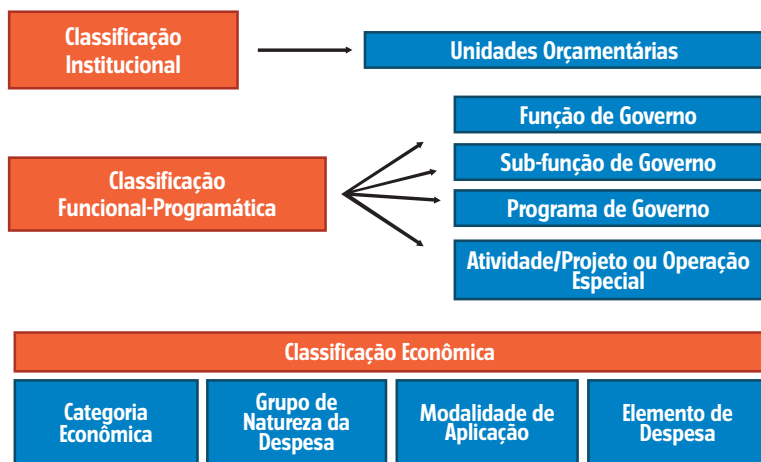 Classificação
Institucional
Unidades Orçamentárias
Classificação
Funcional-Programática
Função de Governo
Sub-função de Governo
Programa de Governo
Atividade/Projeto ou Operação
Especial
Classificação Econômica
Categoria
Econômica
Grupo de
Natureza da
Despesa
Modalidade de
Aplicação
Elemento de
Despesa